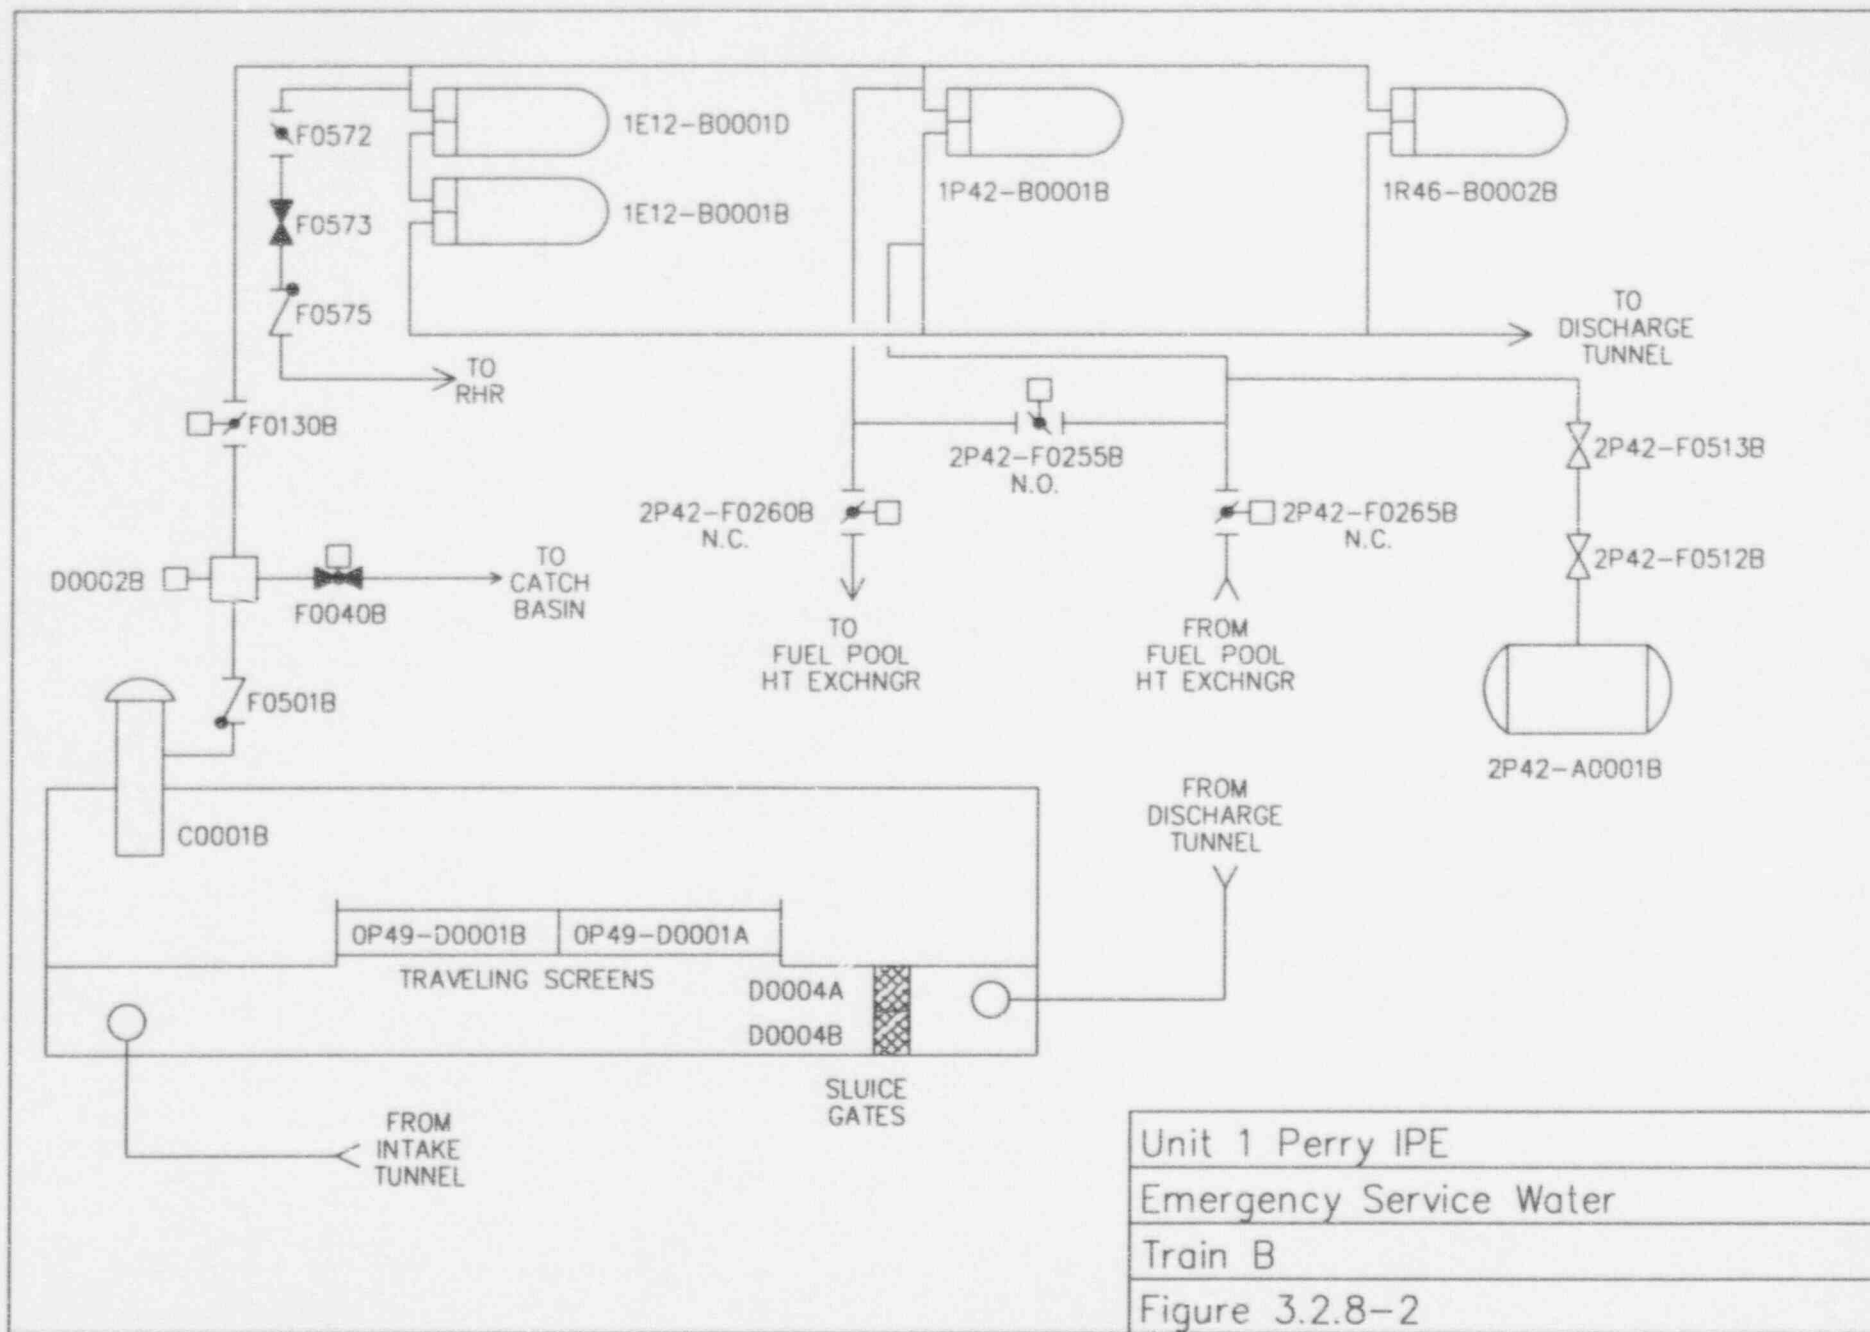 F0572
1E12-B0001D
1P42-B0001B
1R46-B0002B
F0573
1E12-B0001B
F0575
TO
DISCHARGE
TUNNEL
TO
RHR
F0130B
2P42-F0255B
N.O.
2P42-F0513B
2P42-F0260B
N.C.
2P42-F0265B
N.C.
2P42-F0512B
D0002B
F0040B
TO
CATCH
BASIN
TO
FUEL POOL
HT EXCHNGR
FROM
FUEL POOL
HT EXCHNGR
F0501B
2P42-A0001B
C0001B
FROM
DISCHARGE
TUNNEL
0P49-D0001B
0P49-D0001A
TRAVELING SCREENS
D0004A
D0004B
SLUICE
GATES
FROM
INTAKE
TUNNEL
Unit 1 Perry IPE
Emergency Service Water
Train B
Figure 3.2.8-2